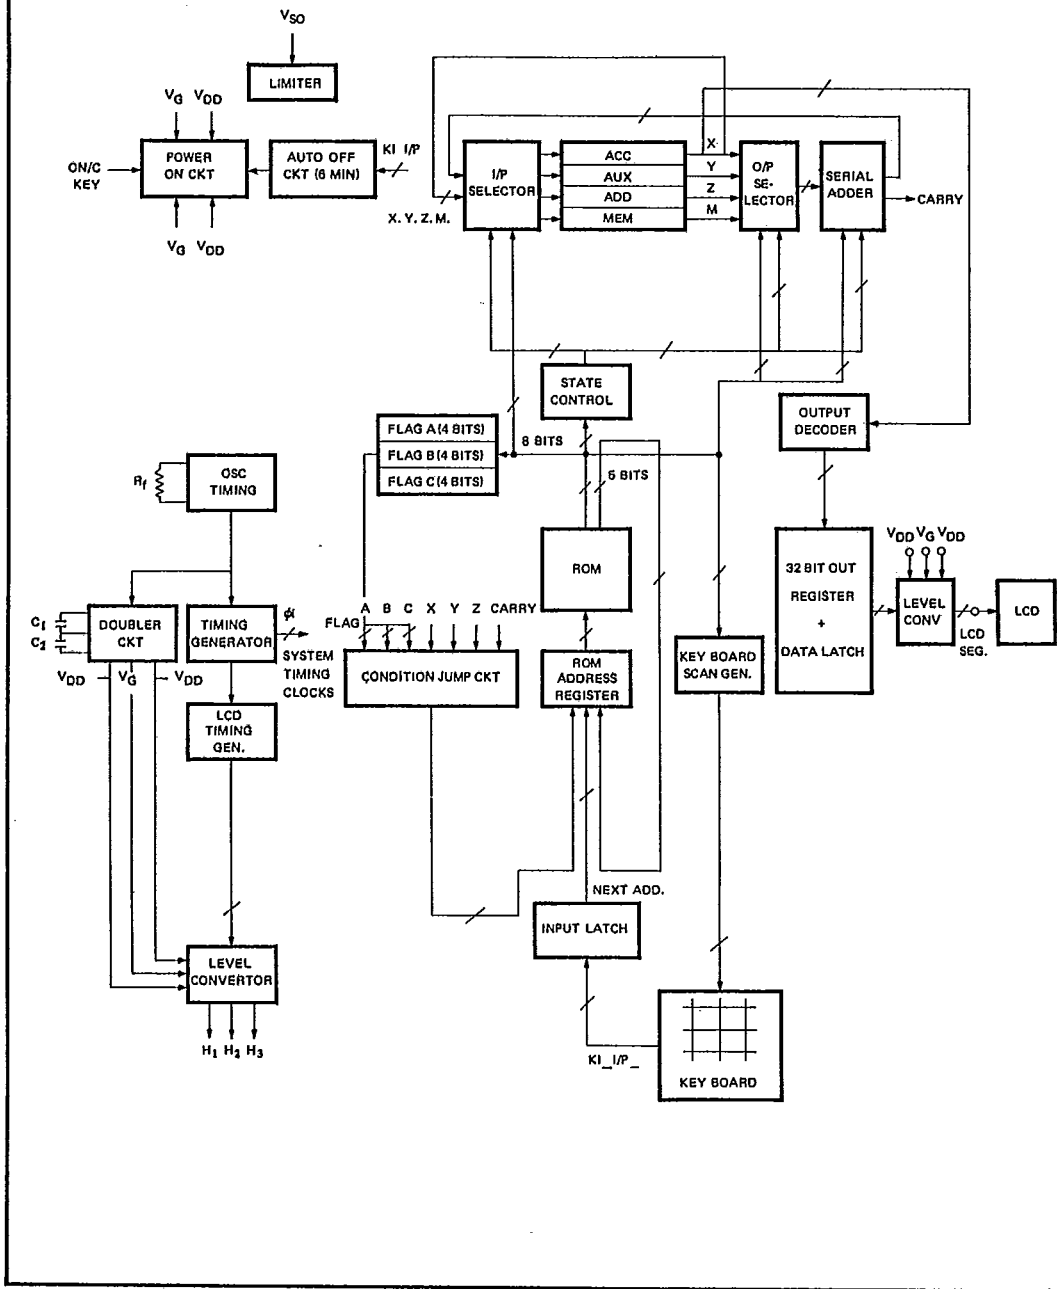 VSO
LIMITER
VG VDD
ON/C
KEY
POWER
ON CKT
AUTO OFF
CKT (6 MIN)
KI I/P
VG VDD
X. Y. Z. M.
I/P
SELECTOR
ACC
AUX
ADD
MEM
X
Y
Z
M
O/P
SE-
LECTOR
SERIAL
ADDER
CARRY
STATE
CONTROL
OUTPUT
DECODER
FLAG A (4 BITS)
FLAG B (4 BITS)
FLAG C (4 BITS)
8 BITS
5 BITS
Rf
OSC
TIMING
ROM
32 BIT OUT
REGISTER
+
DATA LATCH
VDD VG VDD
LEVEL
CONV
LCD
SEG.
LCD
C1
C2
DOUBLER
CKT
TIMING
GENERATOR
φi
SYSTEM
TIMING
CLOCKS
A B C X Y Z CARRY
FLAG
CONDITION JUMP CKT
ROM
ADDRESS
REGISTER
KEY BOARD
SCAN GEN.
VDD VG VDD
LCD
TIMING
GEN.
NEXT ADD.
INPUT LATCH
LEVEL
CONVERTOR
H1 H2 H3
KI_I/P_
KEY BOARD